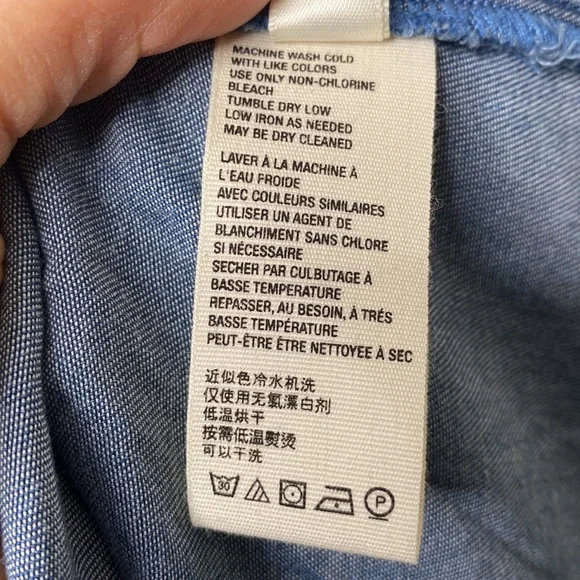 MACHINE WASH COLD
WITH LIKE COLORS
USE ONLY NON-CHLORINE
BLEACH
TUMBLE DRY LOW
LOW IRON AS NEEDED
MAY BE DRY CLEANED
LAVER À LA MACHINE À
L'EAU FROIDE
AVEC COULEURS SIMILAIRES
UTILISER UN AGENT DE
BLANCHIMENT SANS CHLORE
SI NÉCESSAIRE
SECHER PAR CULBUTAGE À
BASSE TEMPERATURE
REPASSER, AU BESOIN, À TRÉS
BASSE TEMPÉRATURE
PEUT-ÊTRE ÊTRE NETTOYEE À SEC
近似色冷水机洗
仅使用无氯漂白剂
低温烘干
按需低温熨烫
可以干洗
30 P